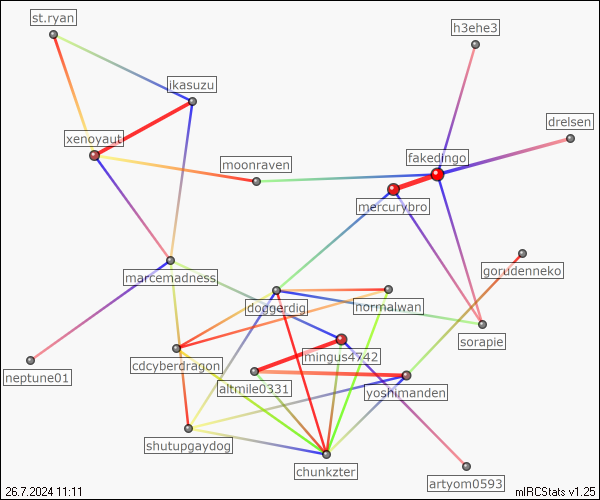 st.ryan
h3ehe3
ikasuzu
drelsen
xenoyaut
fakedingo
moonraven
mercurybro
gorudenneko
marcemadness
doggerdig
normalwan
sorapie
mingus4742
cdcyberdragon
neptune01
altmile0331
yoshimanden
shutupgaydog
chunkzter
artyom0593
26.7.2024 11:11
mIRCStats v1.25